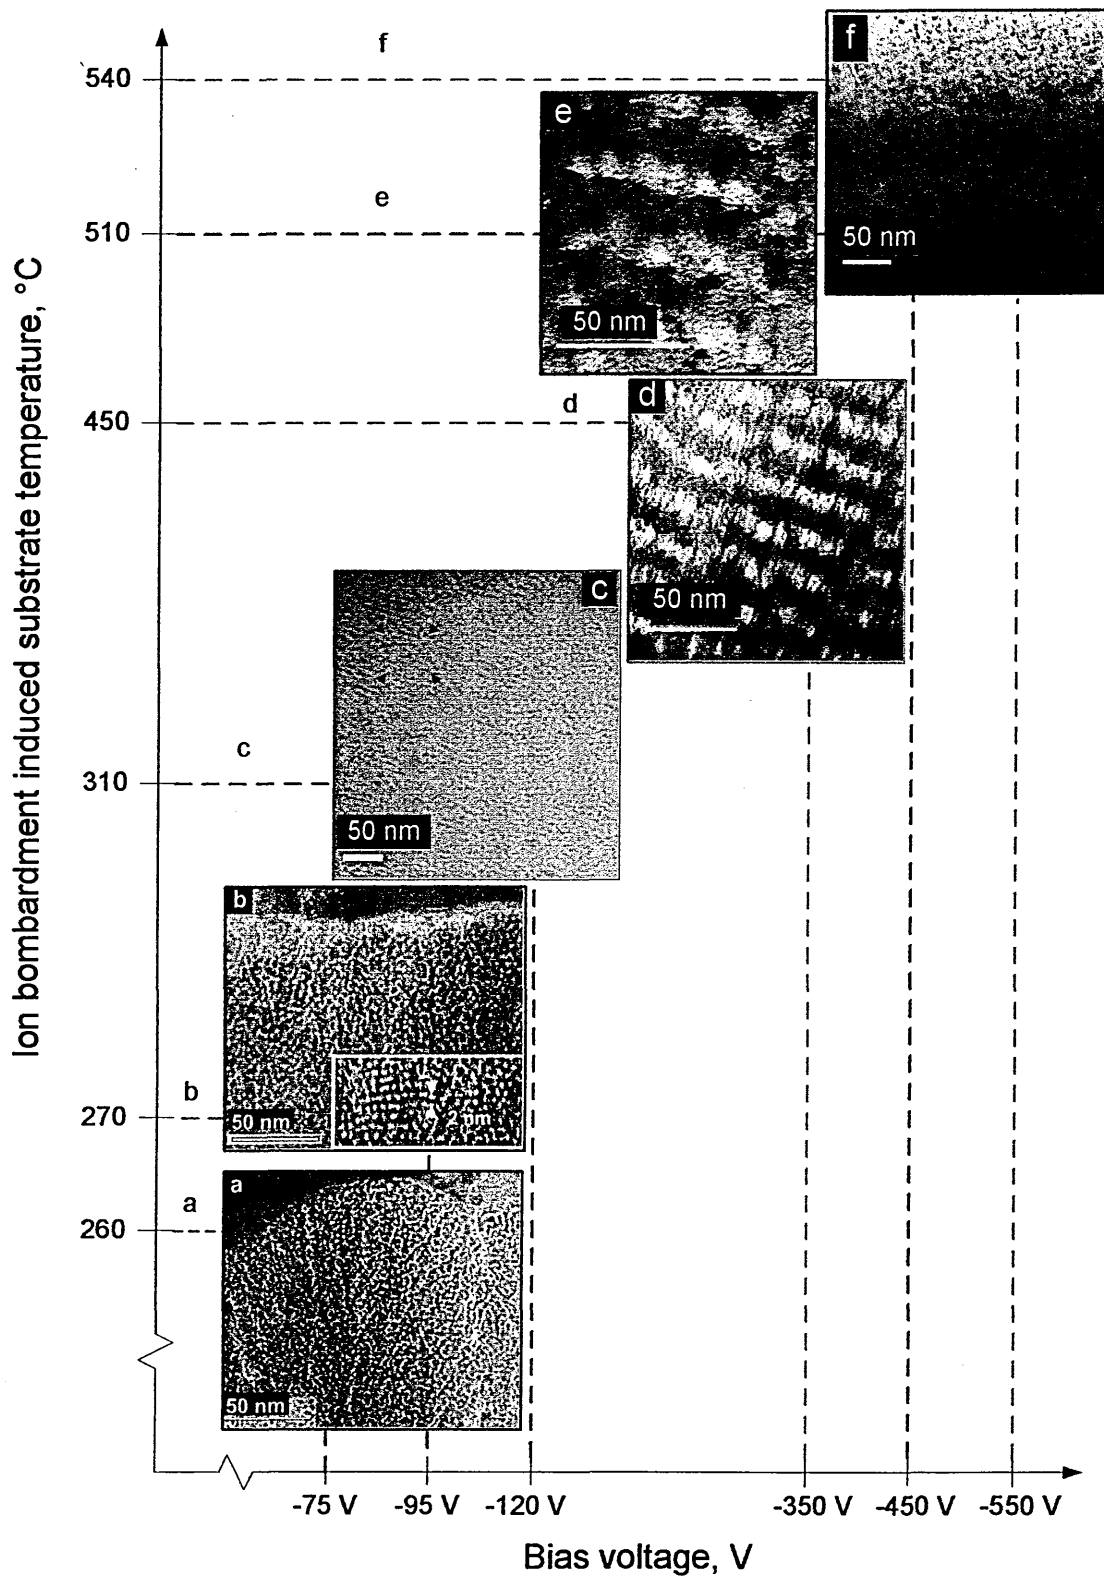 f
f
540
e
e
510
50 nm
50 nm
d
d
450
50 nm
c
c
310
50 nm
b
b
270
50 nm
2 nm
a
a
260
50 nm
-75 V -95 V -120 V -350 V -450 V -550 V
Bias voltage, V
Ion bombardment induced substrate temperature, °C